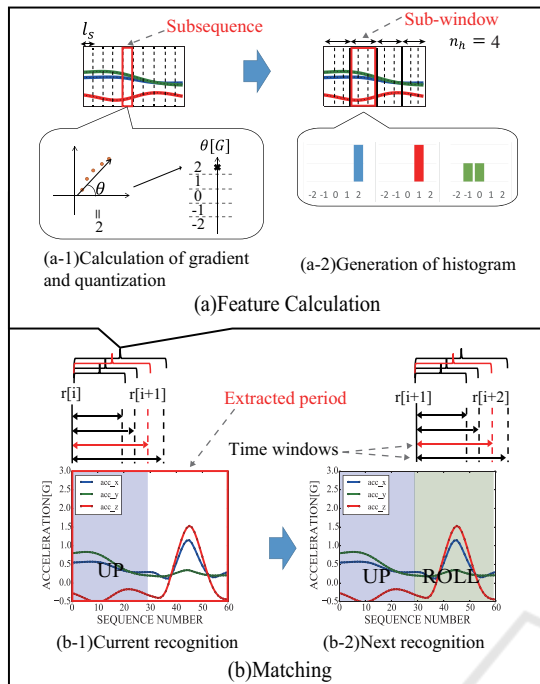 Subsequence
l_s
Sub-window
n_h = 4
θ
=
2
θ[G]
2
1
0
-1
-2
-2 -1 0 1 2
-2 -1 0 1 2
-2 -1 0 1 2
(a-1)Calculation of gradient
and quantization
(a-2)Generation of histogram
(a)Feature Calculation
r[i] r[i+1]
Extracted period
Time windows
r[i+1] r[i+2]
ACCELERATION[G]
3.0
2.5
2.0
1.5
1.0
0.5
0.0
-0.5
acc_x
acc_y
acc_z
UP
0 10 20 30 40 50 60
SEQUENCE NUMBER
ACCELERATION[G]
3.0
2.5
2.0
1.5
1.0
0.5
0.0
-0.5
acc_x
acc_y
acc_z
UP ROLL
0 10 20 30 40 50 60
SEQUENCE NUMBER
(b-1)Current recognition
(b-2)Next recognition
(b)Matching